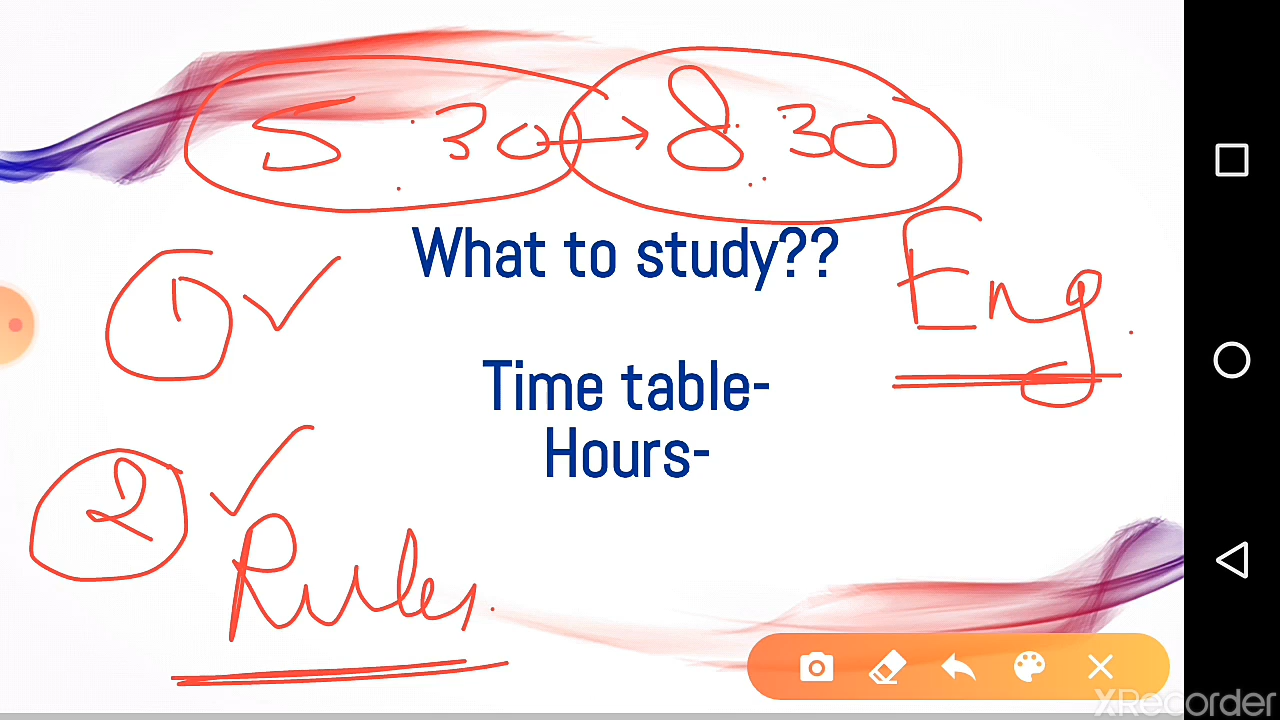 5:30 → 8:30
What to study??
Eng.
1 ✓
Time table-
Hours-
2 ✓
Rules.
XRecorder